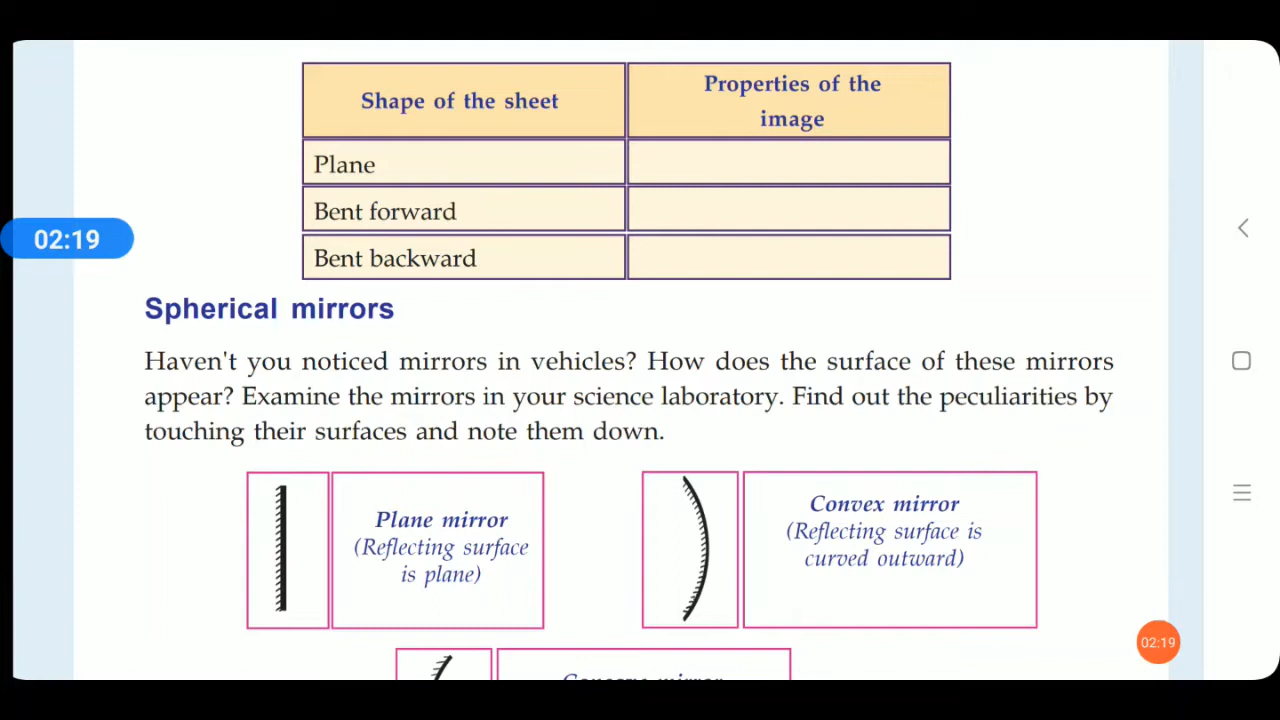 Shape of the sheet
Properties of the
image
Plane
Bent forward
Bent backward
02:19
Spherical mirrors
Haven't you noticed mirrors in vehicles? How does the surface of these mirrors
appear? Examine the mirrors in your science laboratory. Find out the peculiarities by
touching their surfaces and note them down.
Plane mirror
(Reflecting surface
is plane)
Convex mirror
(Reflecting surface is
curved outward)
02:19